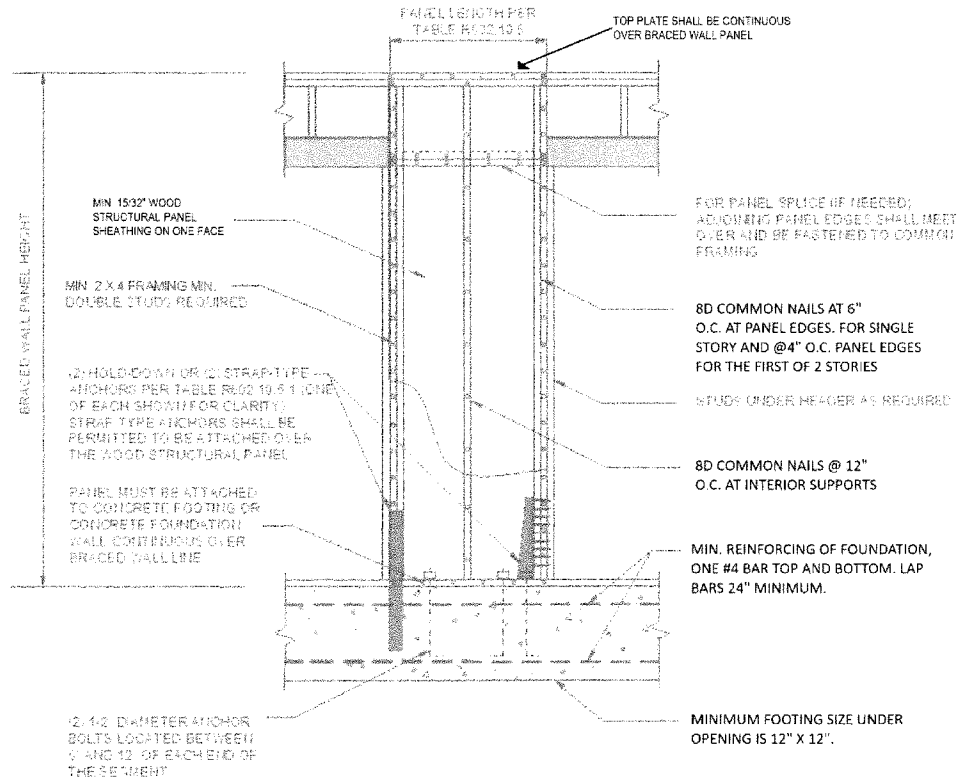 PANEL LENGTH PER
TABLE R602.10.5
TOP PLATE SHALL BE CONTINUOUS
OVER BRACED WALL PANEL
BRACED WALL PANEL HEIGHT
MIN. 15/32" WOOD
STRUCTURAL PANEL
SHEATHING ON ONE FACE
MIN. 2 X 4 FRAMING MIN.
DOUBLE STUDS REQUIRED
(2) HOLD-DOWN OR (2) STRAP-TYPE
ANCHORS PER TABLE R602.10.6.1 (ONE
OF EACH SHOWN FOR CLARITY)
STRAP-TYPE ANCHORS SHALL BE
PERMITTED TO BE ATTACHED OVER
THE WOOD STRUCTURAL PANEL
PANEL MUST BE ATTACHED
TO CONCRETE FOOTING OR
CONCRETE FOUNDATION
WALL CONTINUOUS OVER
BRACED WALL LINE
(2) 1/2" DIAMETER ANCHOR
BOLTS LOCATED BETWEEN
6" AND 12" OF EACH END OF
THE SEGMENT
FOR PANEL SPLICE (IF NEEDED)
ADJOINING PANEL EDGES SHALL MEET
OVER AND BE FASTENED TO COMMON
FRAMING
8D COMMON NAILS AT 6"
O.C. AT PANEL EDGES. FOR SINGLE
STORY AND @4" O.C. PANEL EDGES
FOR THE FIRST OF 2 STORIES
STUDS UNDER HEADER AS REQUIRED
8D COMMON NAILS @ 12"
O.C. AT INTERIOR SUPPORTS
MIN. REINFORCING OF FOUNDATION,
ONE #4 BAR TOP AND BOTTOM. LAP
BARS 24" MINIMUM.
MINIMUM FOOTING SIZE UNDER
OPENING IS 12" X 12".